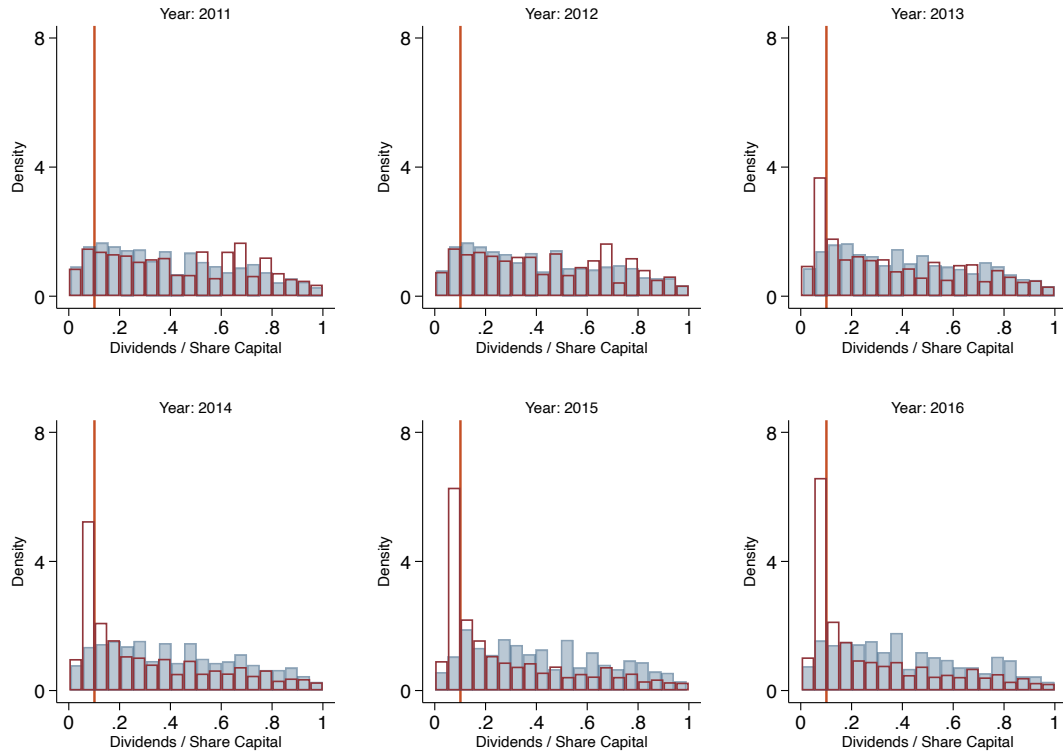 Year: 2011
8
4
0
Density
0 .2 .4 .6 .8 1
Dividends / Share Capital
Year: 2012
8
4
0
Density
0 .2 .4 .6 .8 1
Dividends / Share Capital
Year: 2013
8
4
0
Density
0 .2 .4 .6 .8 1
Dividends / Share Capital
Year: 2014
8
4
0
Density
0 .2 .4 .6 .8 1
Dividends / Share Capital
Year: 2015
8
4
0
Density
0 .2 .4 .6 .8 1
Dividends / Share Capital
Year: 2016
8
4
0
Density
0 .2 .4 .6 .8 1
Dividends / Share Capital